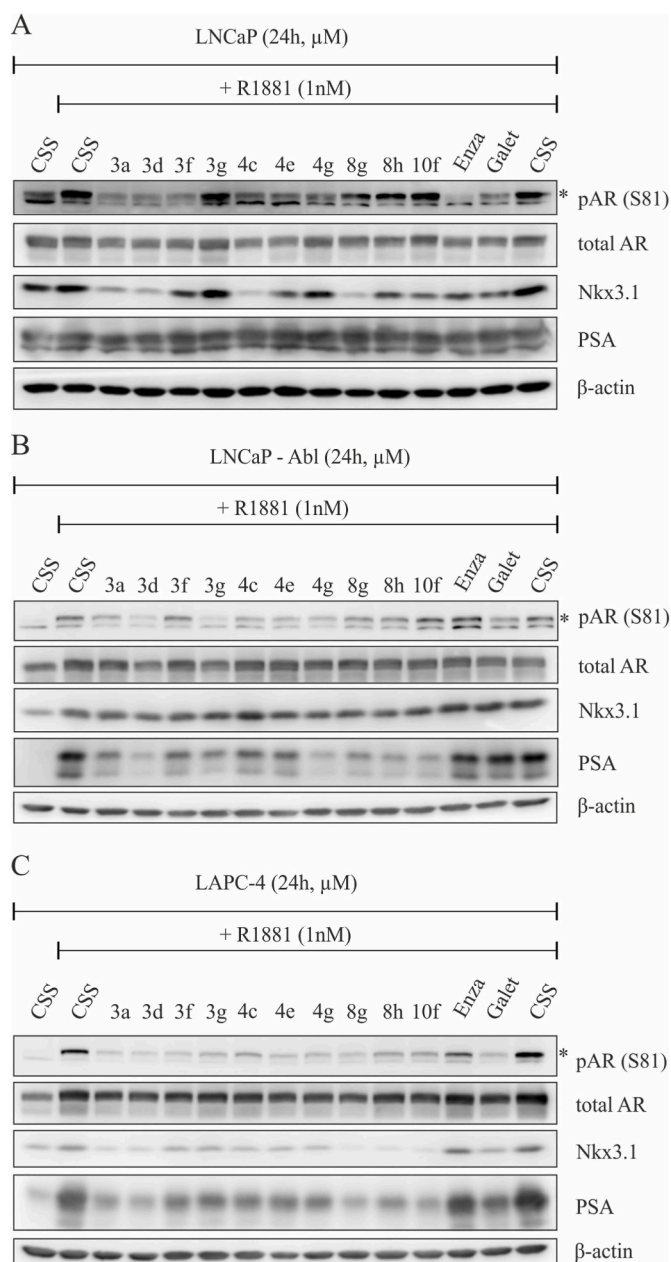 A
LNCaP (24h, µM)
+ R1881 (1nM)
CSS CSS 3a 3d 3f 3g 4c 4e 4g 8g 8h 10f Enza Galet CSS
* pAR (S81)
total AR
Nkx3.1
PSA
β-actin
B
LNCaP - Abl (24h, µM)
+ R1881 (1nM)
CSS CSS 3a 3d 3f 3g 4c 4e 4g 8g 8h 10f Enza Galet CSS
* pAR (S81)
total AR
Nkx3.1
PSA
β-actin
C
LAPC-4 (24h, µM)
+ R1881 (1nM)
CSS CSS 3a 3d 3f 3g 4c 4e 4g 8g 8h 10f Enza Galet CSS
* pAR (S81)
total AR
Nkx3.1
PSA
β-actin